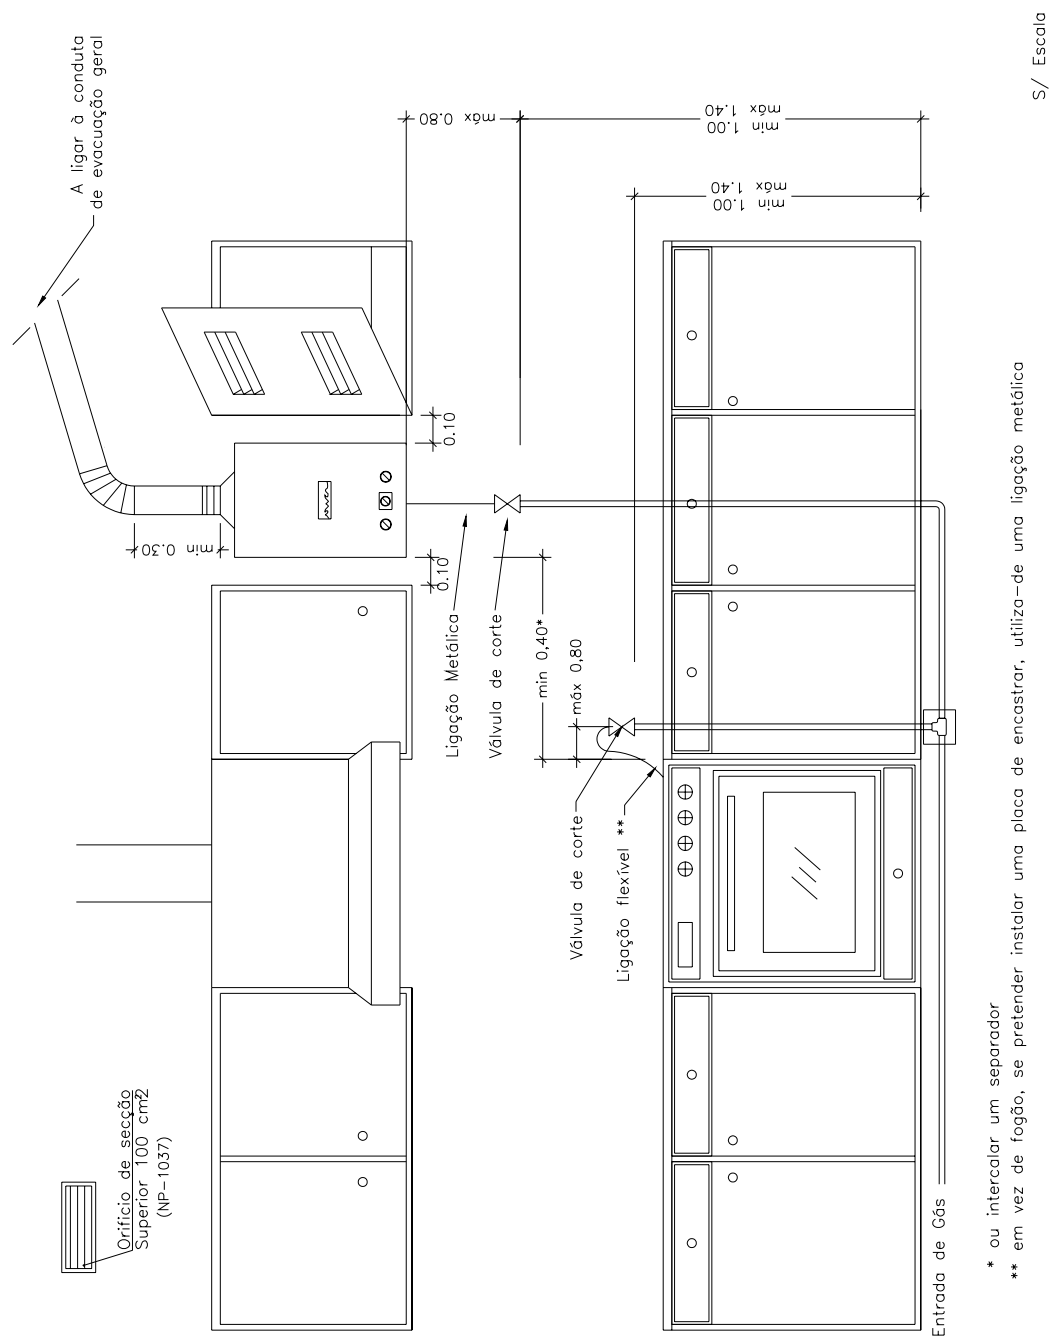 S/ Escala
A ligar à conduta
de evacuação geral
máx 0.80
min 1.00
máx 1.40
min 1.00
máx 1.40
0.10
min 0.30
0.10
Ligação Metálica
Válvula de corte
min 0,40*
máx 0,80
Válvula de corte
Ligação flexível **
Orifício de secção
Superior 100 cm2
(NP-1037)
Entrada de Gás
* ou intercalar um separador
** em vez de fogão, se pretender instalar uma placa de encastrar, utiliza-de uma ligação metálica